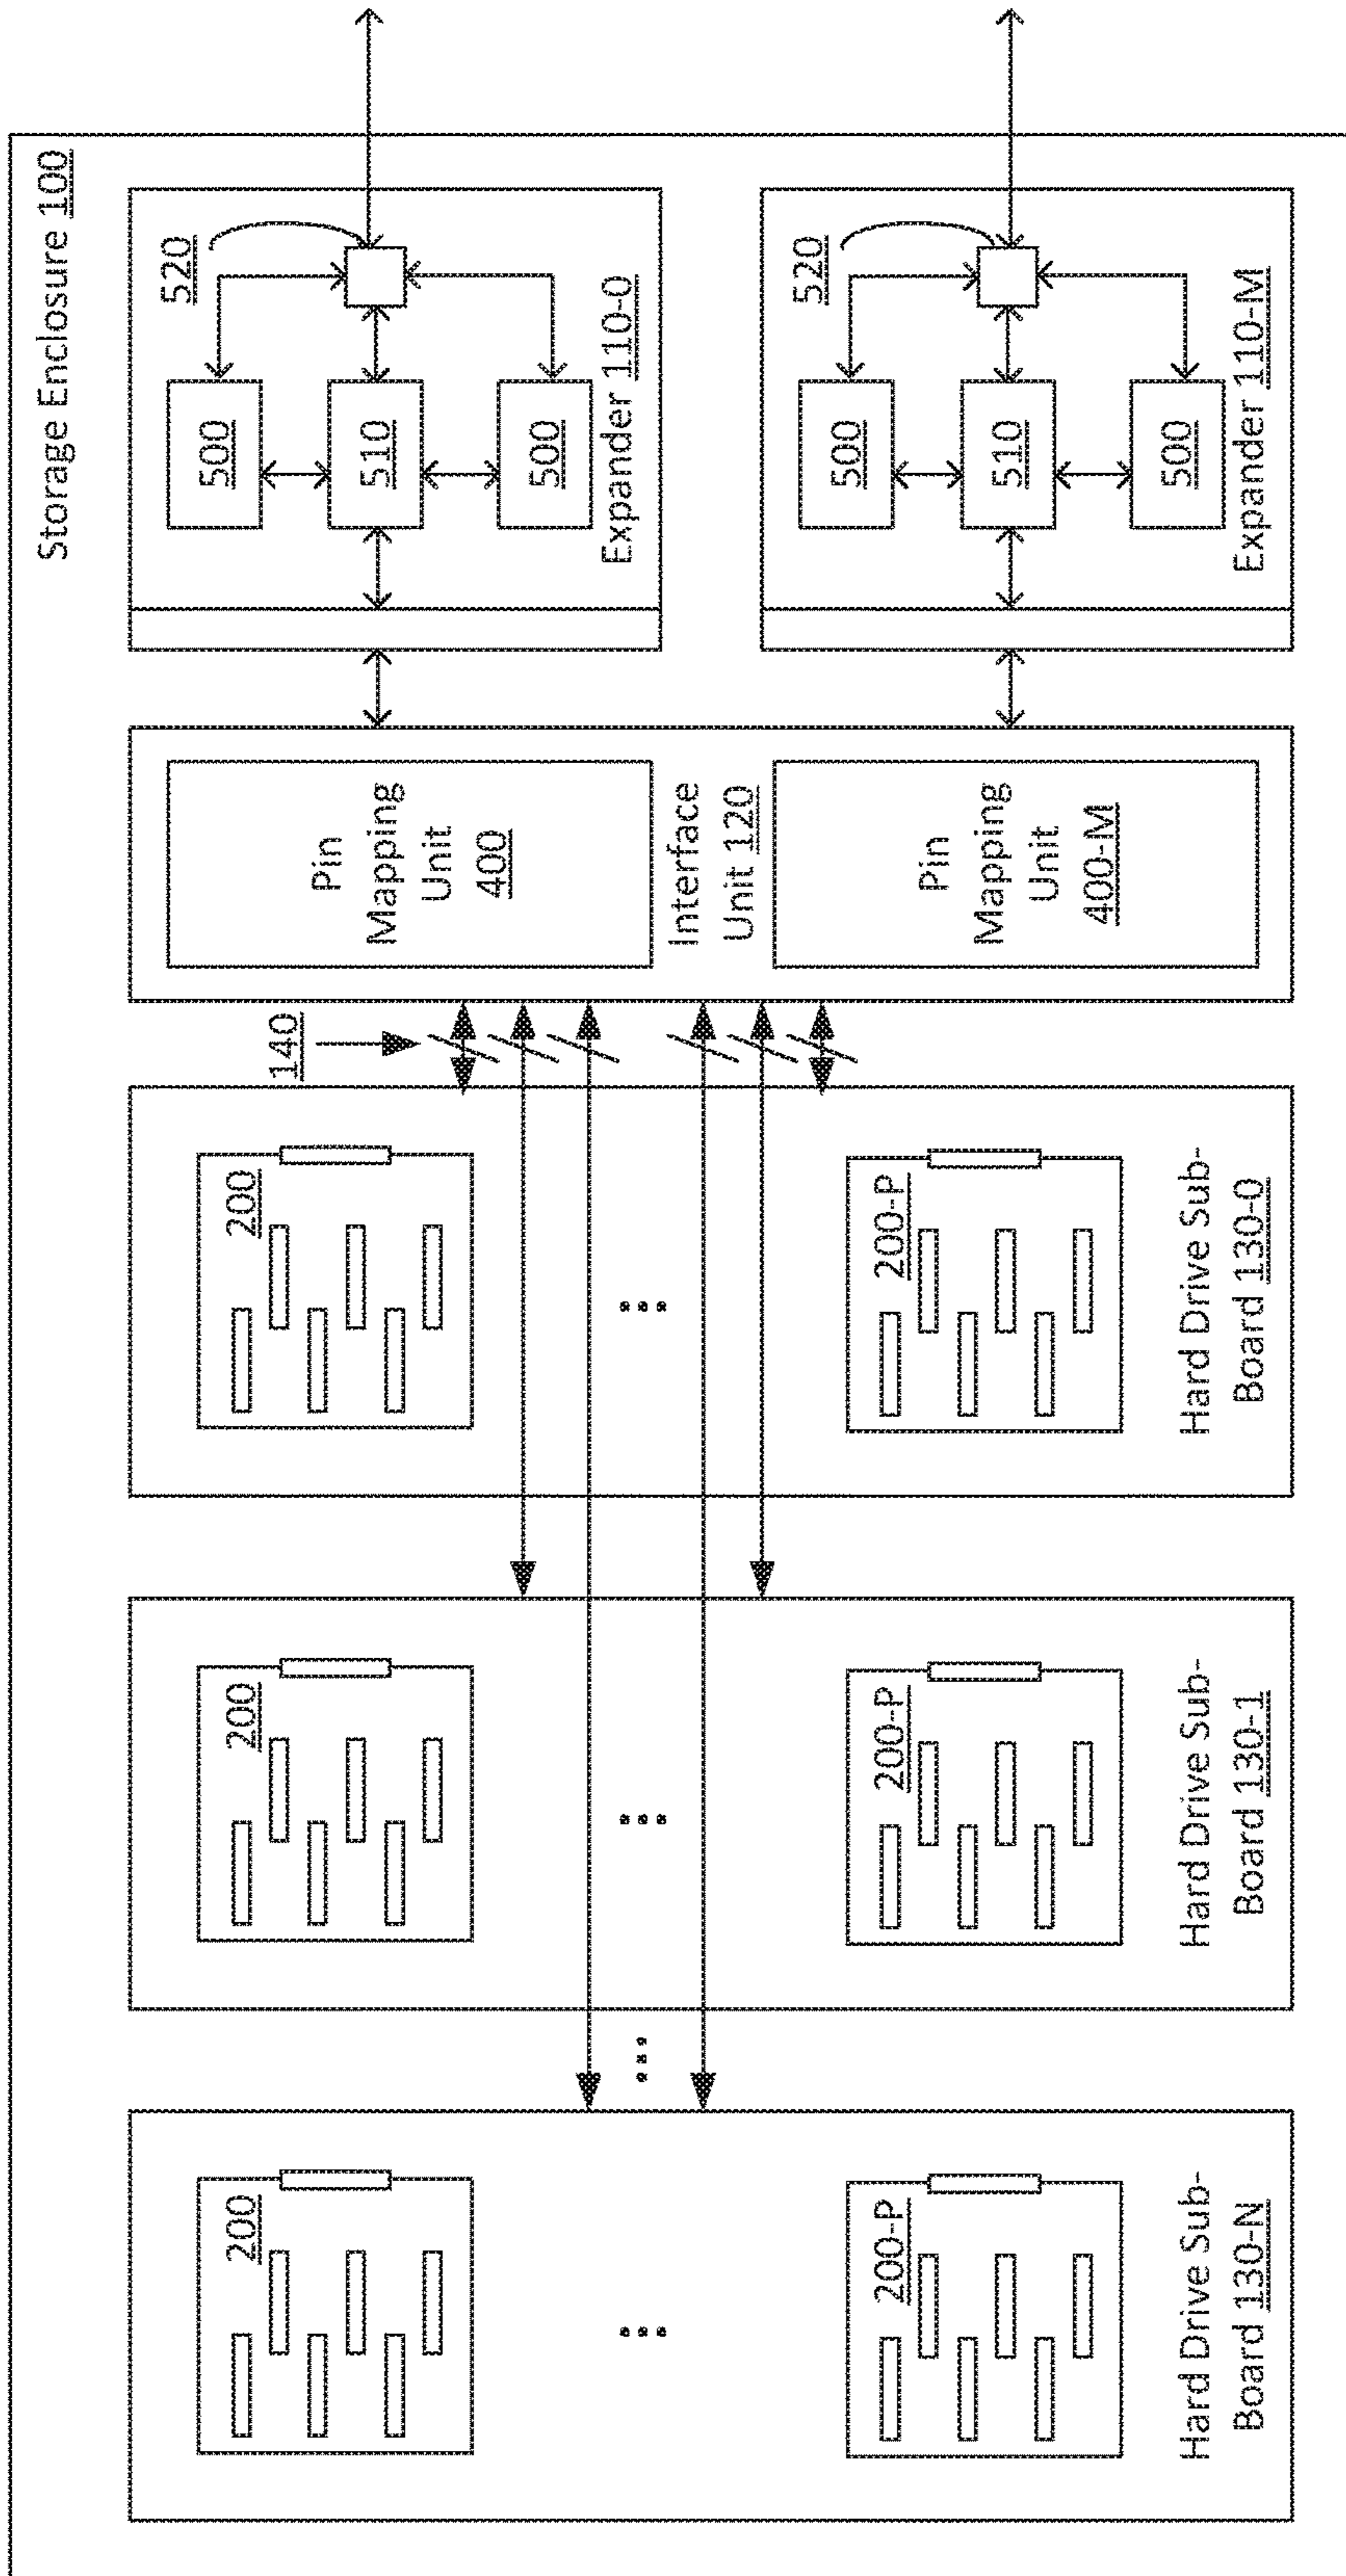 Storage Enclosure 100
200
200-P
Hard Drive Sub-
Board 130-N
...
...
200
200-P
Hard Drive Sub-
Board 130-1
...
200
200-P
Hard Drive Sub-
Board 130-0
...
140
Pin
Mapping
Unit
400
Interface
Unit 120
Pin
Mapping
Unit
400-M
520
500
510
500
Expander 110-0
520
500
510
500
Expander 110-M